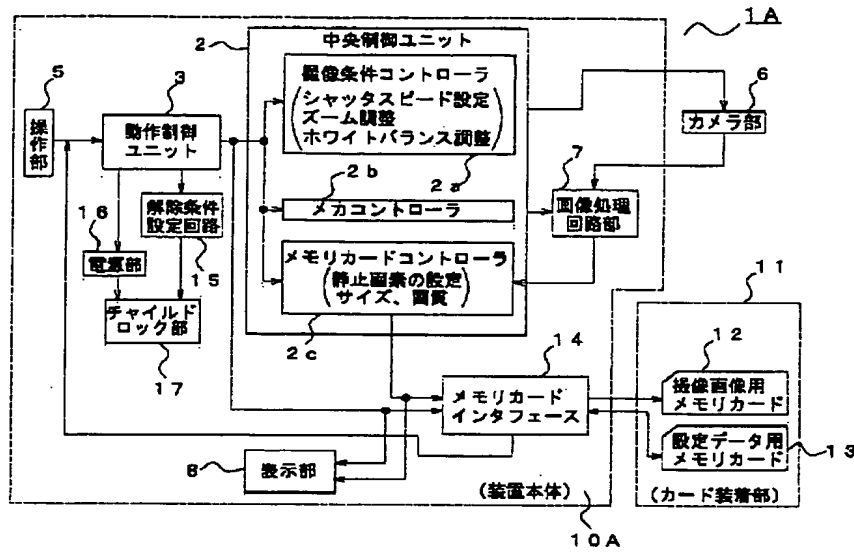 1A
2
中央制御ユニット
5
3
撮像条件コントローラ
6
操作部
動作制御
ユニット
シャッタスピード設定
ズーム調整
ホワイトバランス調整
カメラ部
2a
7
2b
16
解除条件
設定回路
メカコントローラ
画像処理
回路部
電源部
15
メモリカードコントローラ
(静止画素の設定
サイズ、画質)
11
チャイルド
ロック部
17
2c
14
12
メモリカード
インタフェース
撮像画像用
メモリカード
設定データ用
メモリカード
13
8
表示部
(装置本体)
(カード装着部)
10A